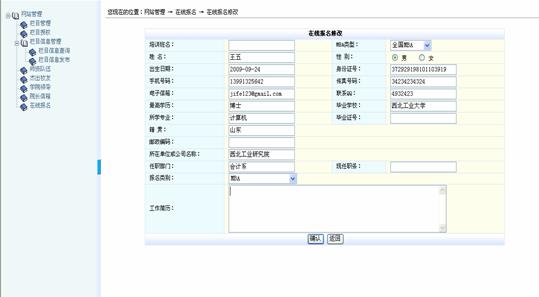 网站管理
栏目管理
栏目授权
栏目信息管理
栏目信息查询
栏目信息发布
师资队伍
杰出校友
学院领导
院长信箱
在线报名
您现在的位置：网站管理 → 在线报名 → 在线报名修改
在线报名修改
培训班名： MBA类型： 全国MBA
姓 名： 王五 性 别： 男 女
出生日期： 2009-09-24 身份证号： 372929198101103919
手机号码： 13991325642 传真号码： 34234234324
电子信箱： jife123@gmail.com 联系QQ： 4932423
最高学历： 博士 毕业学校： 西北工业大学
所学专业： 计算机 毕业证号：
籍 贯： 山东
邮政编码：
所在单位或公司名称： 西北工业研究院
任职部门： 会计系 现任职务：
报名类别： MBA
工作简历：
确认 返回